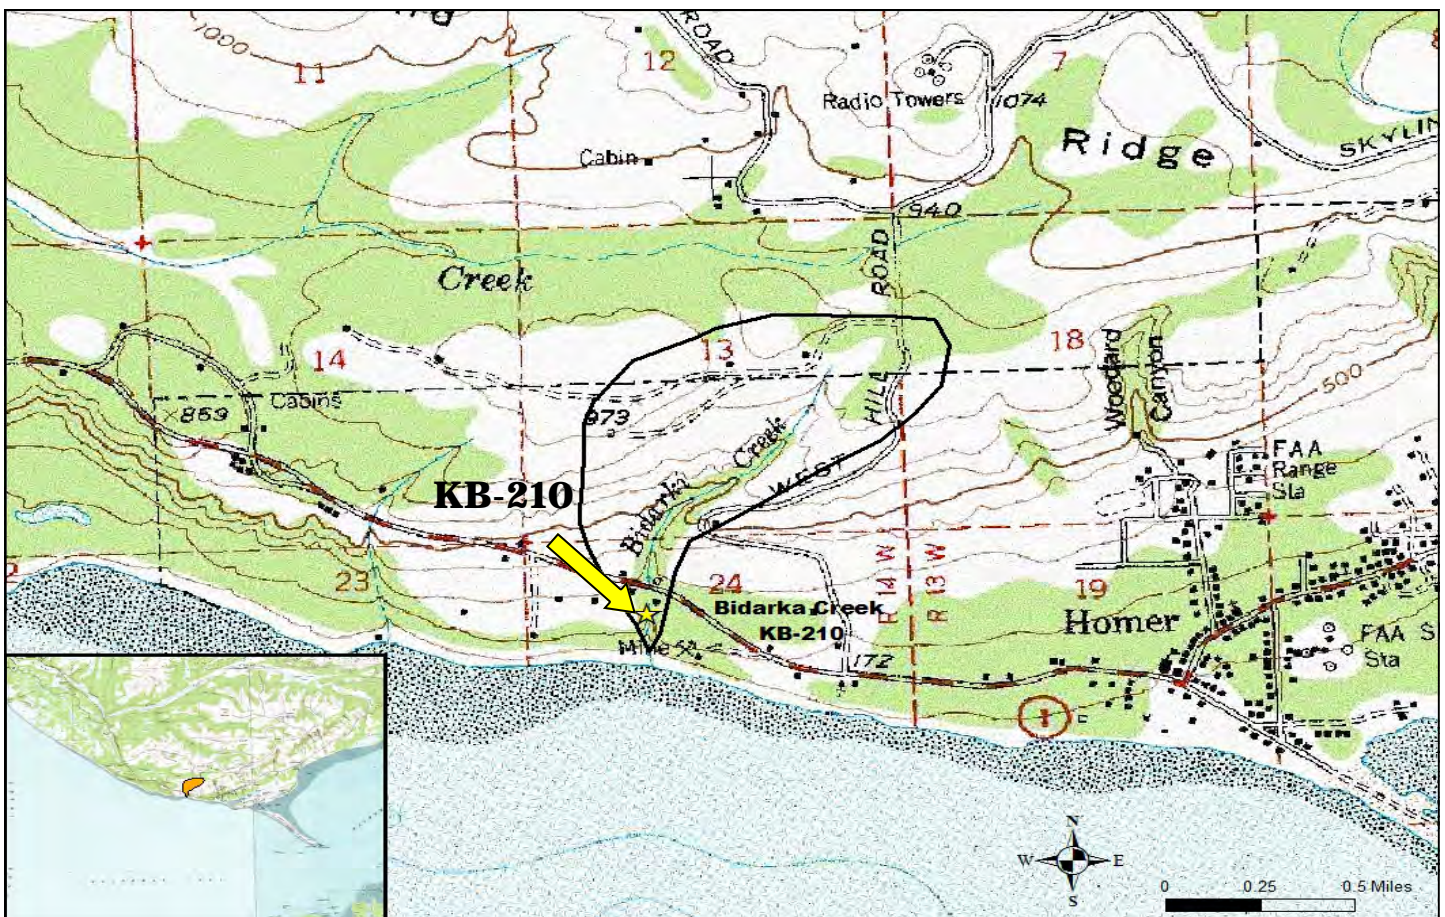 1000
11
12
ROAD
Radio Towers
1074
7
Ridge
SKYLIN
Cabin
940
ROAD
Creek
14
13
18
Woodard
Canyon
500
Cabins
869
973
HILL
WEST
Bidarka Creek
KB-210
FAA
Range
Sta
23
24
R 14 W
R 13 W
19
Bidarka Creek
KB-210
Homer
FAA S
Sta
172
1
N
W
E
S
0 0.25 0.5 Miles